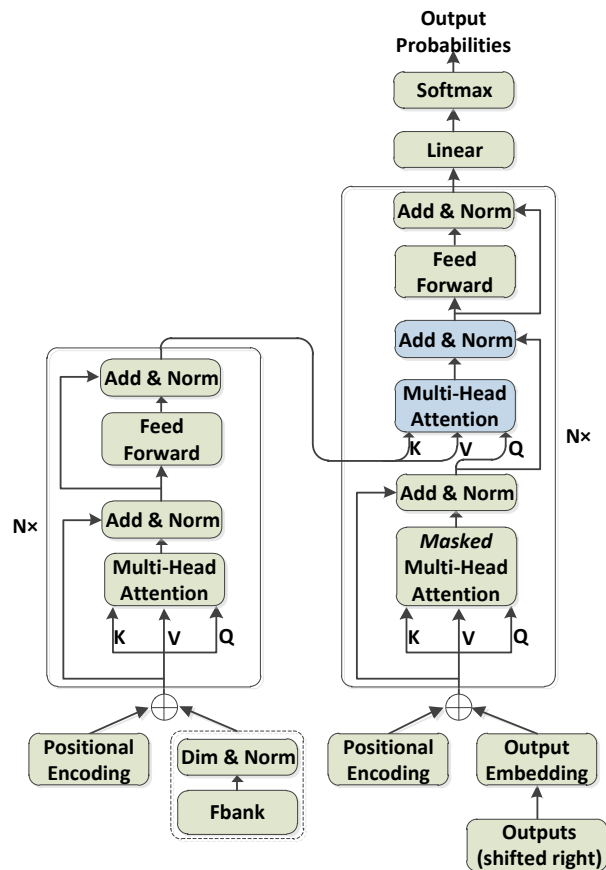 Output
Probabilities
Softmax
Linear
Add & Norm
Feed
Forward
Add & Norm
Multi-Head
Attention
K V Q
Add & Norm
Masked
Multi-Head
Attention
K V Q
N×
Add & Norm
Feed
Forward
Add & Norm
N×
Multi-Head
Attention
K V Q
Positional
Encoding
Dim & Norm
Fbank
Positional
Encoding
Output
Embedding
Outputs
(shifted right)